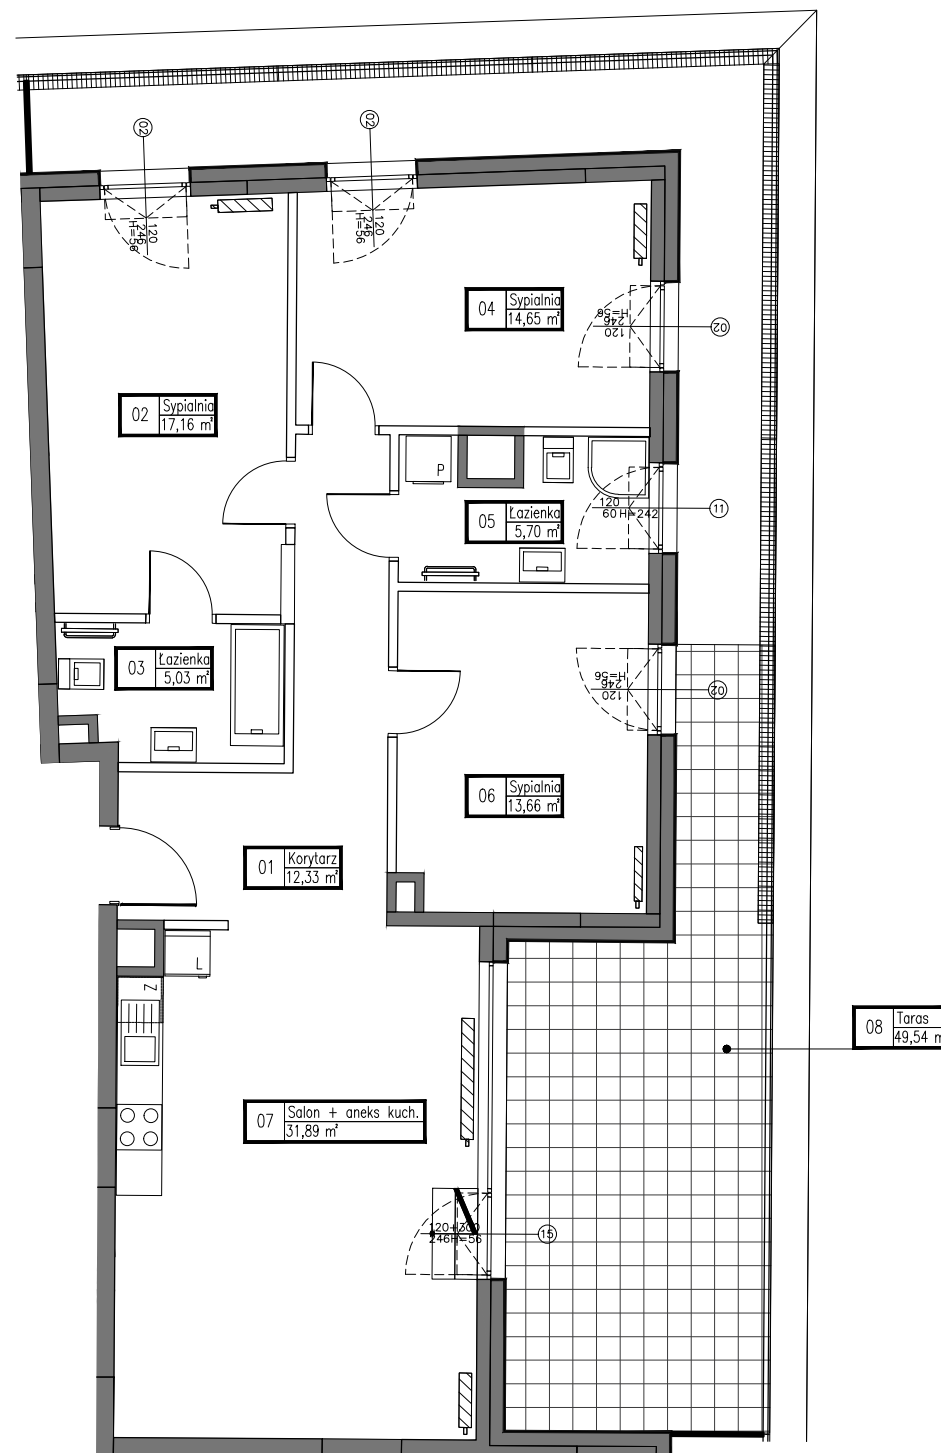 02
02
120
246
H=56
120
246
H=56
04
Sypialnia
14,65 m²
H=56
246
120
02
02
Sypialnia
17,16 m²
P
05
Łazienka
5,70 m²
120
60 H=242
11
03
Łazienka
5,03 m²
H=56
246
120
02
06
Sypialnia
13,66 m²
01
Korytarz
12,33 m²
L
Z
08
Taras
49,54 m
07
Salon + aneks kuch.
31,89 m²
120+300
246H=56
15